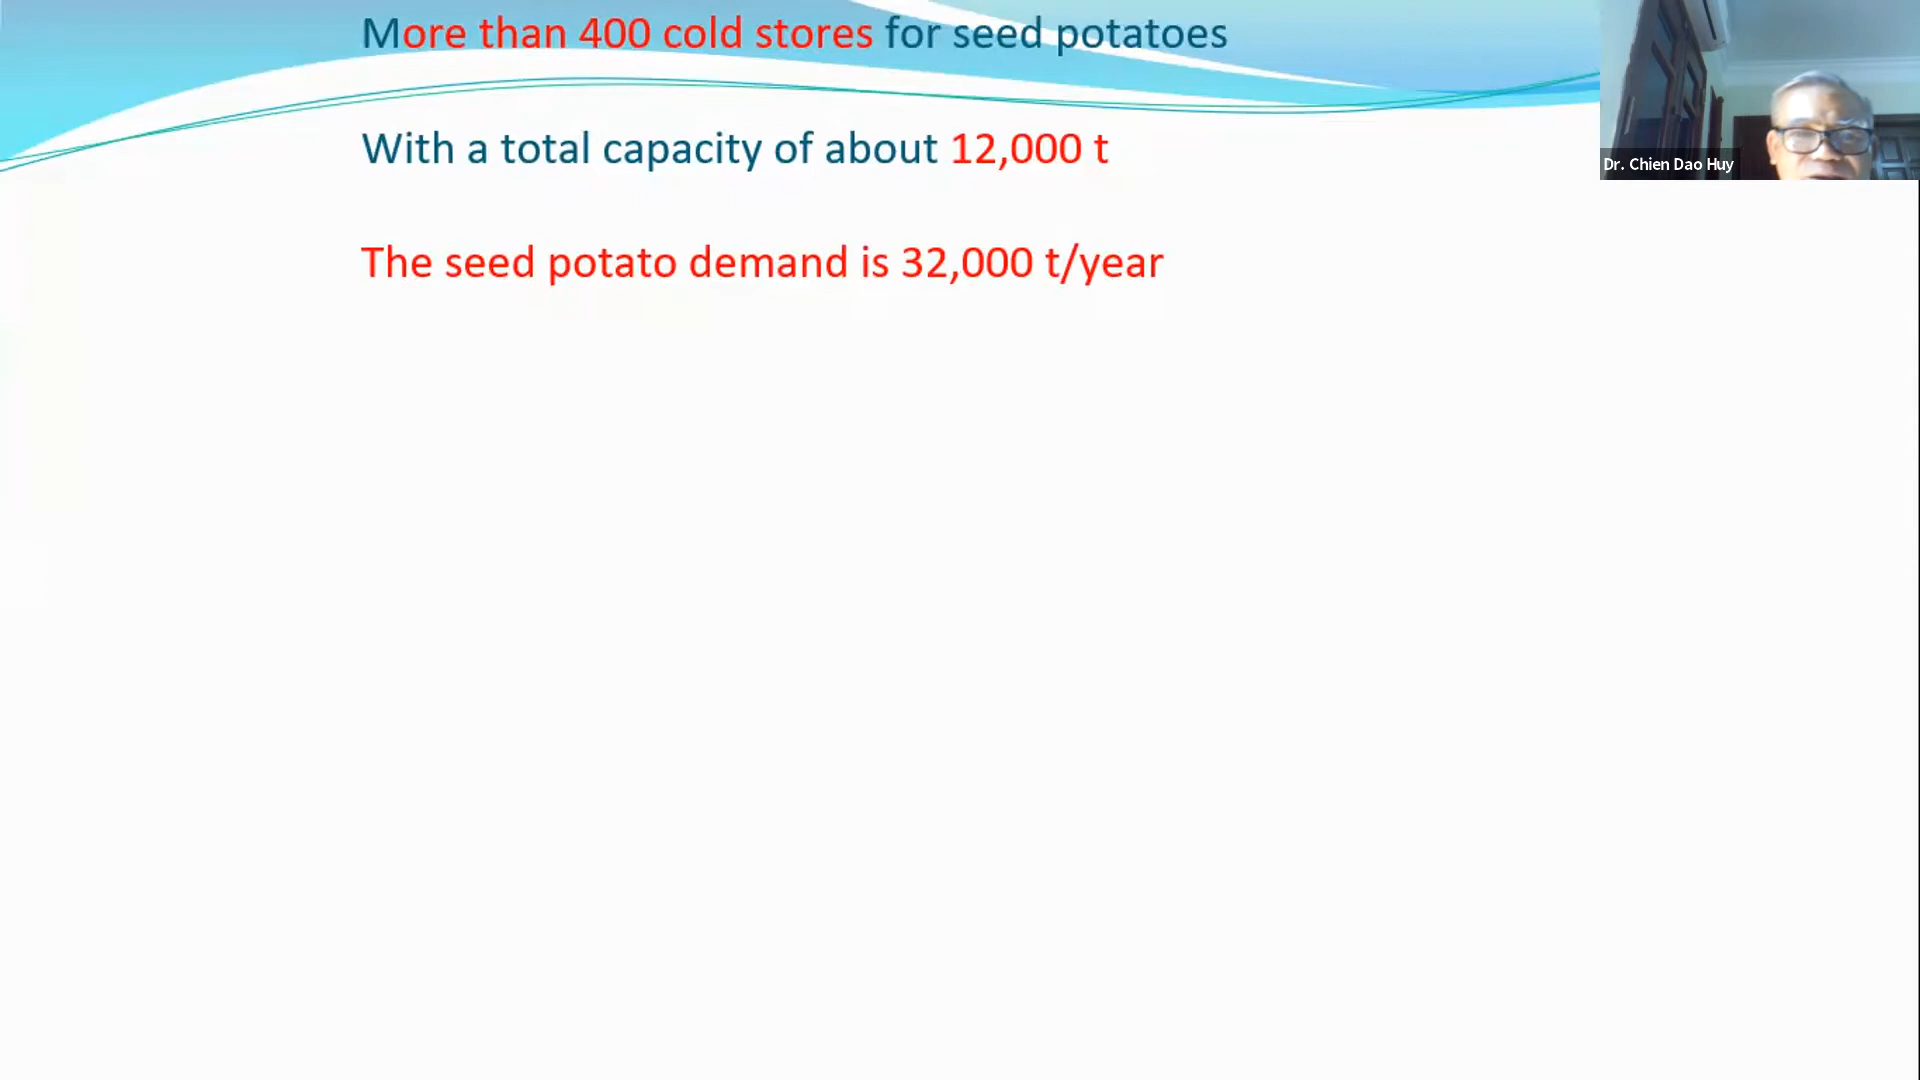 More than 400 cold stores for seed potatoes
With a total capacity of about 12,000 t
Dr. Chien Dao Huy
The seed potato demand is 32,000 t/year